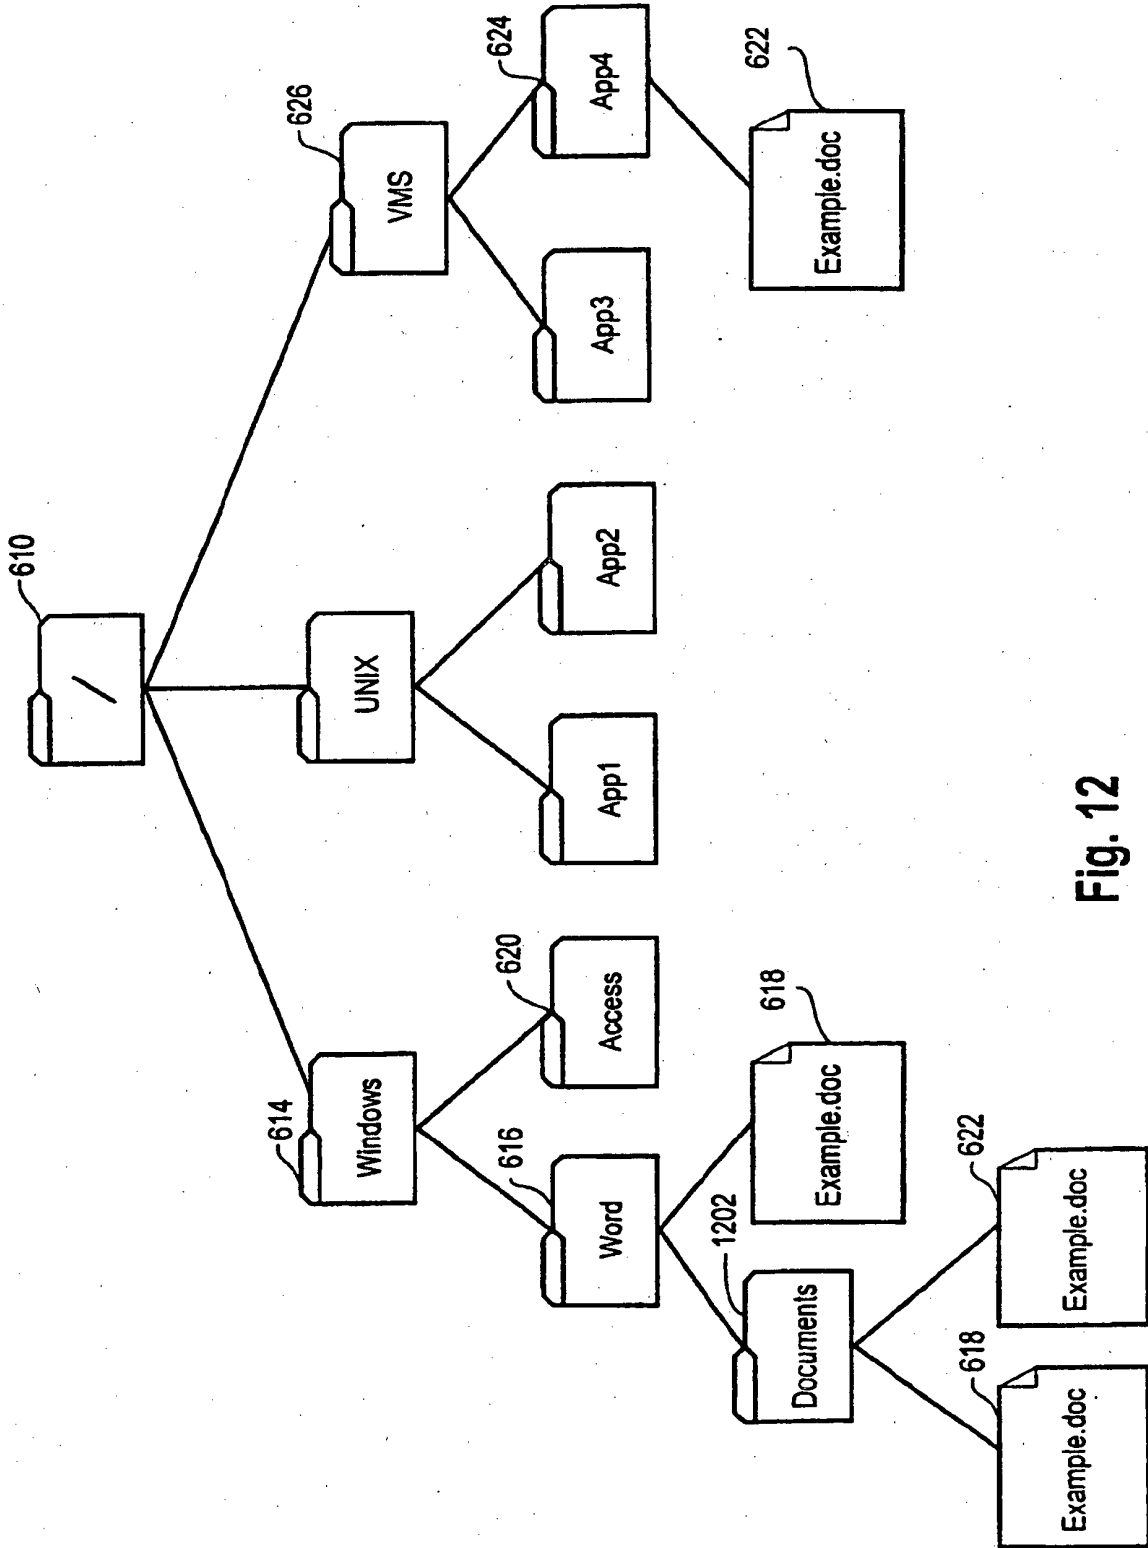 610
/
626
VMS
614
Windows
UNIX
624
App4
620
Access
616
Word
App1
App2
App3
622
Example.doc
618
Example.doc
1202
Documents
622
Example.doc
618
Example.doc
Fig. 12